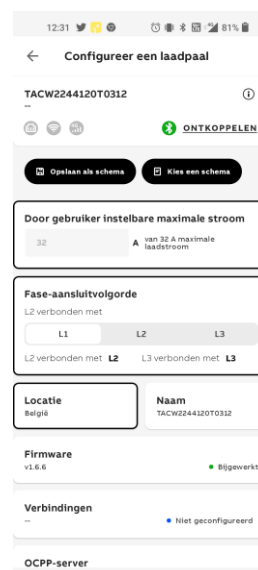 12:31 81%
Configureer een laadpaal
TACW2244120T0312
--
ONTKOPPELEN
Opslaan als schema Kies een schema
Door gebruiker instelbare maximale stroom
32 A van 32 A maximale
laadstroom
Fase-aansluitvolgorde
L2 verbonden met
L1 L2 L3
L2 verbonden met L2 L3 verbonden met L3
Locatie Naam
België TACW2244120T0312
Firmware
v1.6.6 Bijgewerkt
Verbindingen
-- Niet geconfigureerd
OCPP-server